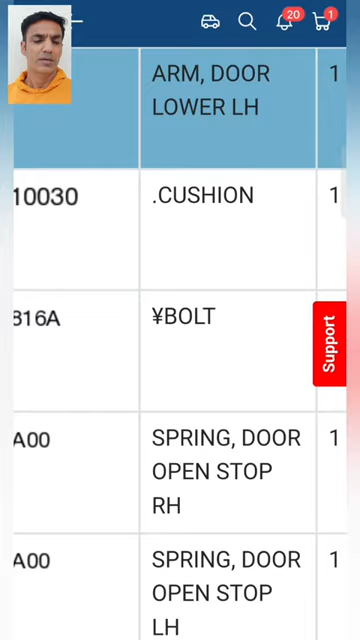 20
1
ARM, DOOR
LOWER LH
1
10030
.CUSHION
1
816A
¥BOLT
Support
A00
SPRING, DOOR
OPEN STOP
RH
1
A00
SPRING, DOOR
OPEN STOP
LH
1